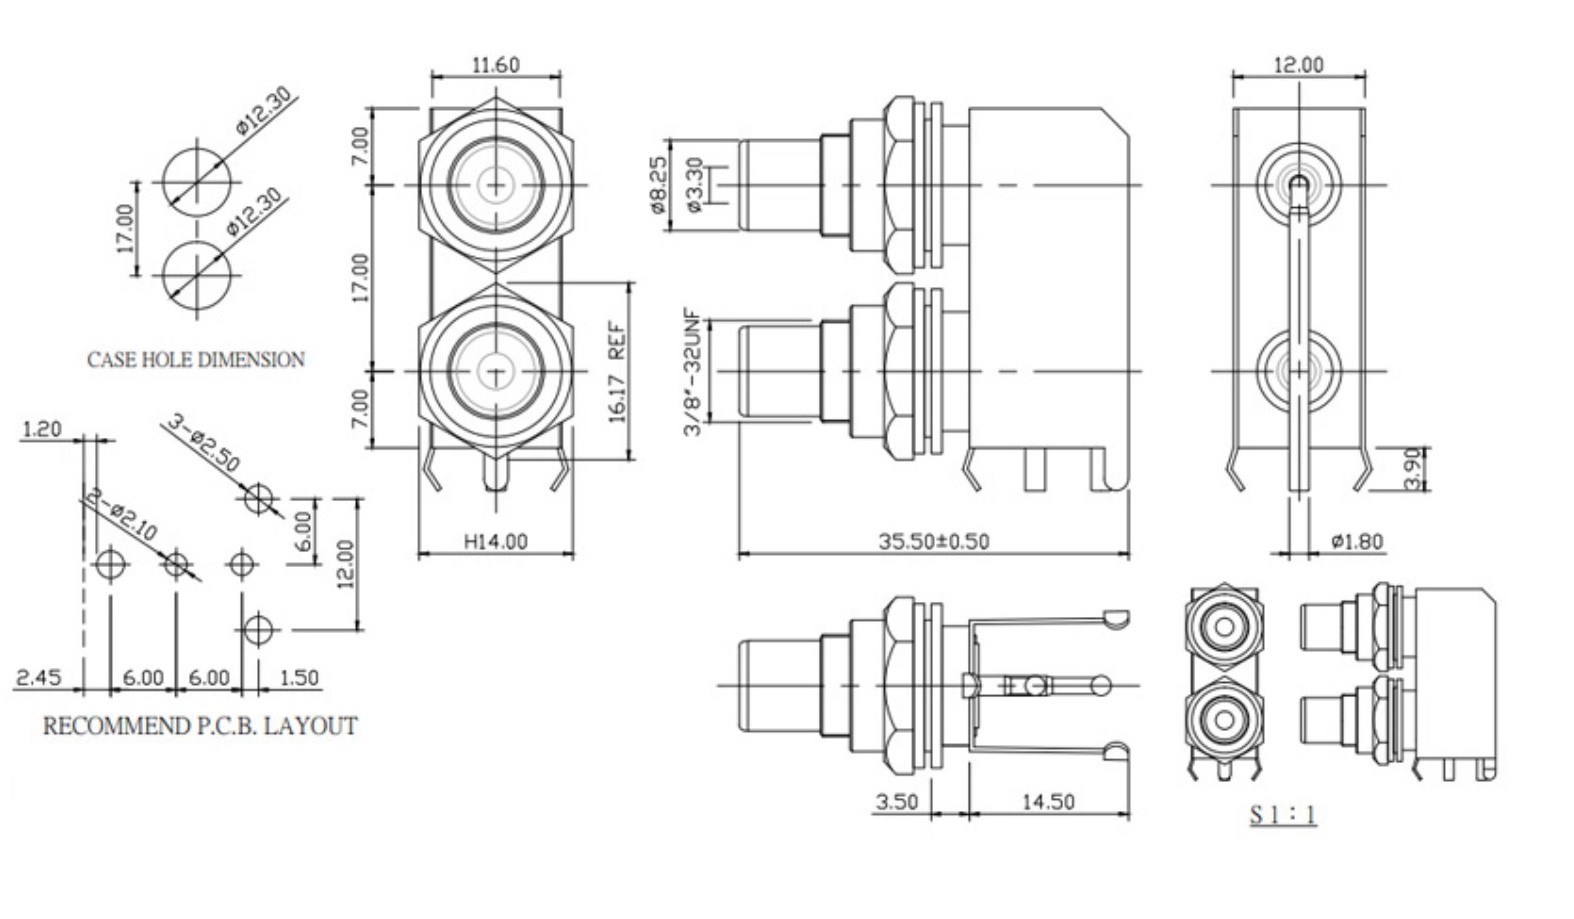 Ø12.30
Ø12.30
17.00
CASE HOLE DIMENSION
11.60
7.00
17.00
7.00
16.17 REF
H14.00
Ø8.25
Ø3.30
3/8"-32UNF
35.50±0.50
12.00
3.90
Ø1.80
1.20
3-Ø2.50
2-Ø2.10
6.00
12.00
2.45
6.00
6.00
1.50
RECOMMEND P.C.B. LAYOUT
3.50
14.50
S 1 : 1